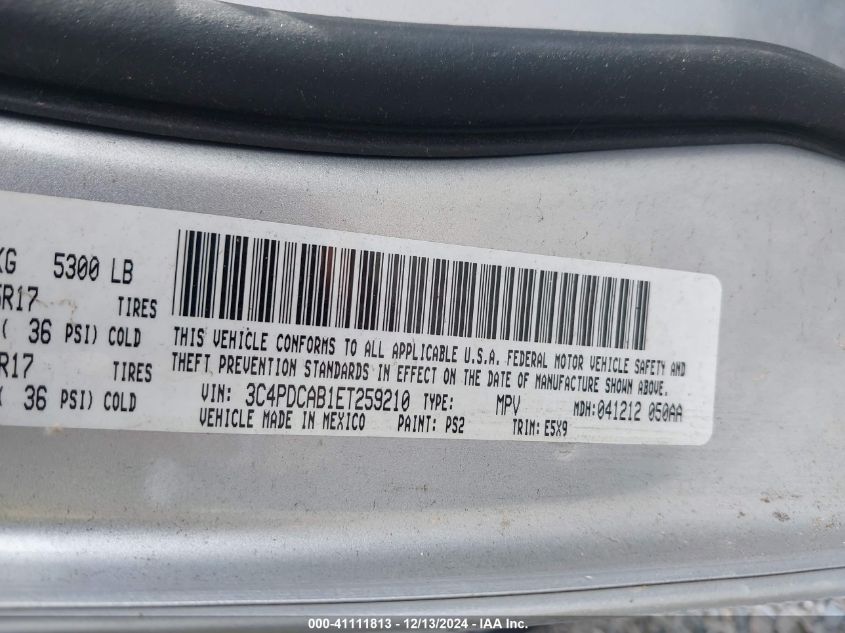 KG 5300 LB
R17 TIRES
( 36 PSI) COLD
R17 TIRES
( 36 PSI) COLD
THIS VEHICLE CONFORMS TO ALL APPLICABLE U.S.A. FEDERAL MOTOR VEHICLE SAFETY AND
THEFT PREVENTION STANDARDS IN EFFECT ON THE DATE OF MANUFACTURE SHOWN ABOVE.
VIN: 3C4PDCAB1ET259210 TYPE: MPV MDH:041212 050AA
VEHICLE MADE IN MEXICO PAINT: PS2 TRIM: E5X9
000-41111813 - 12/13/2024 - IAA Inc.